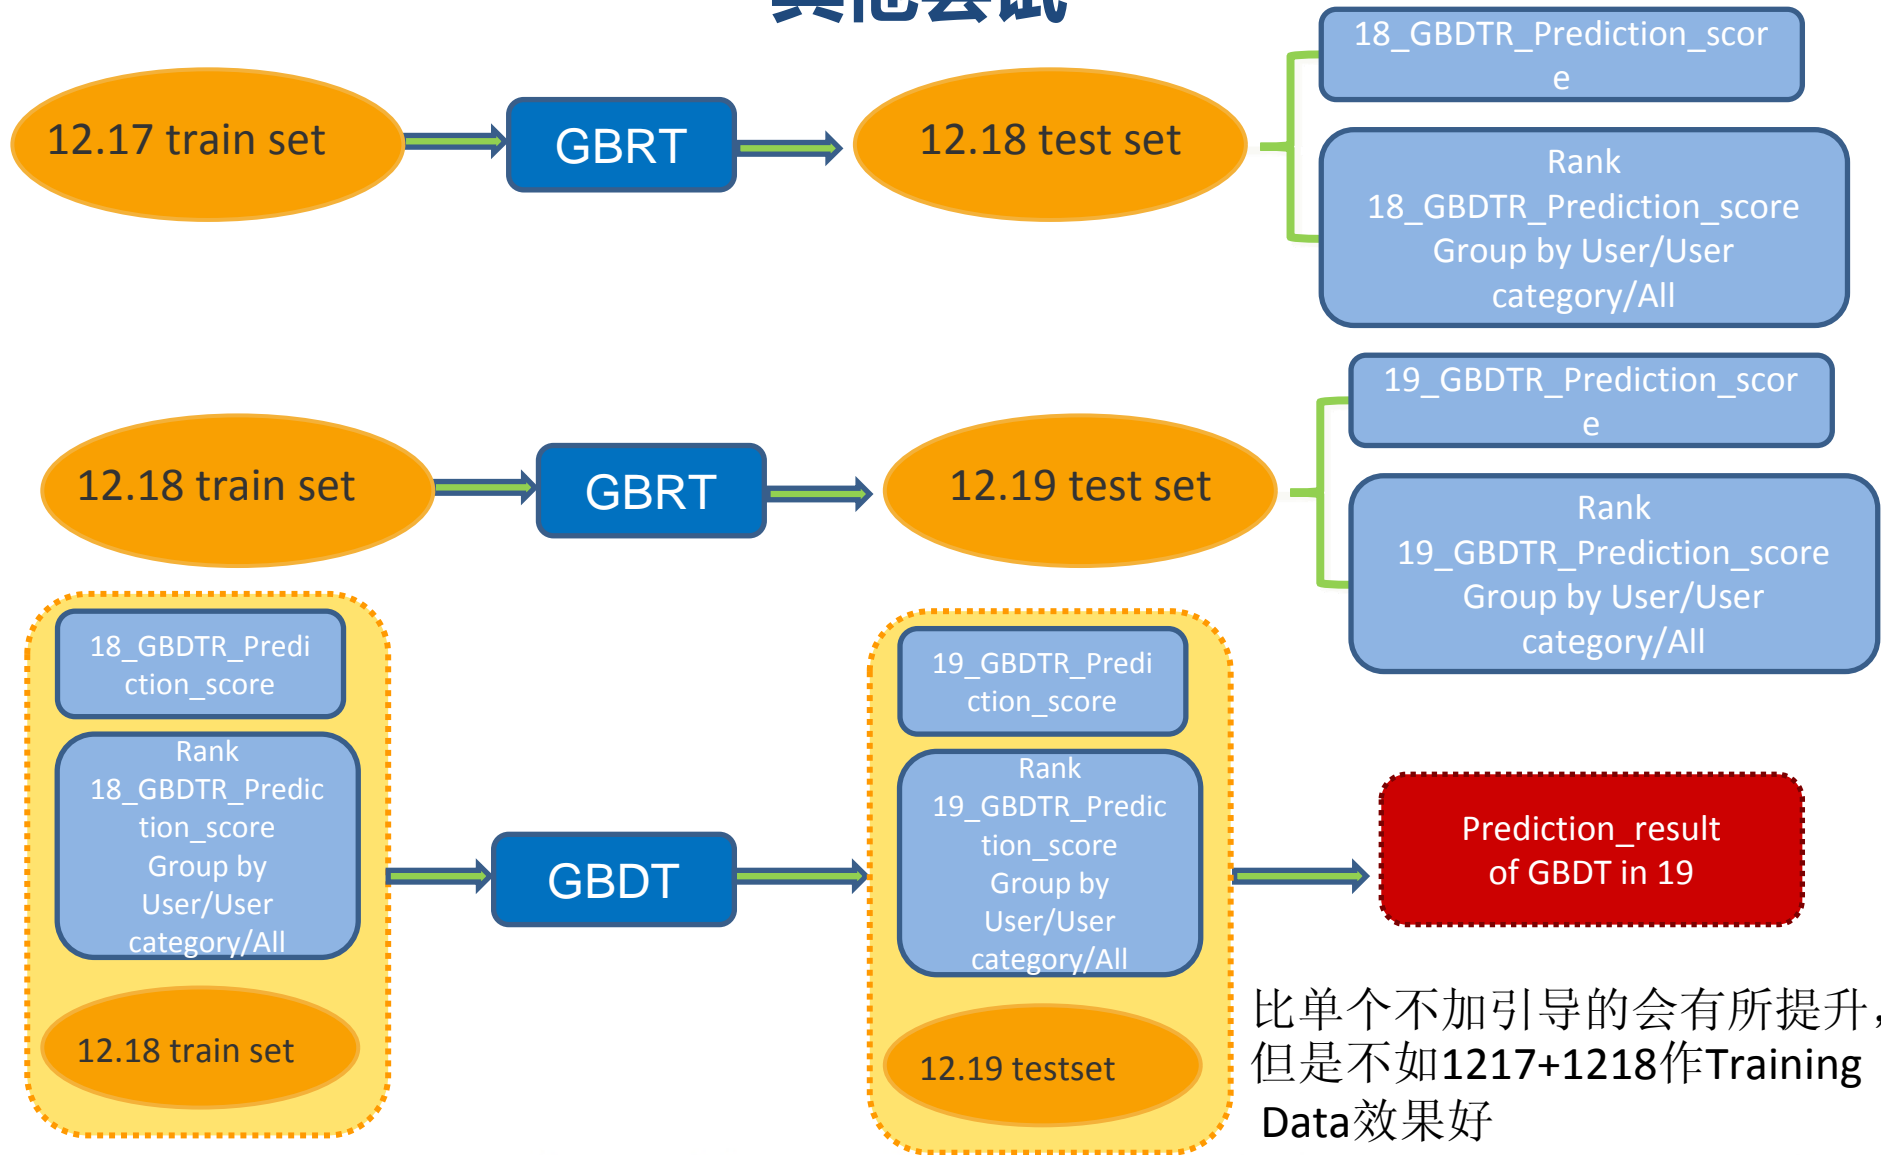 其他尝试
12.17 train set
GBRT
12.18 test set
18_GBDTR_Prediction_scor
e
Rank
18_GBDTR_Prediction_score
Group by User/User
category/All
12.18 train set
GBRT
12.19 test set
19_GBDTR_Prediction_scor
e
Rank
19_GBDTR_Prediction_score
Group by User/User
category/All
18_GBDTR_Predi
ction_score
Rank
18_GBDTR_Predic
tion_score
Group by
User/User
category/All
12.18 train set
GBDT
19_GBDTR_Predi
ction_score
Rank
19_GBDTR_Predic
tion_score
Group by
User/User
category/All
12.19 testset
Prediction_result
of GBDT in 19
比单个不加引导的会有所提升，
但是不如1217+1218作Training
Data效果好